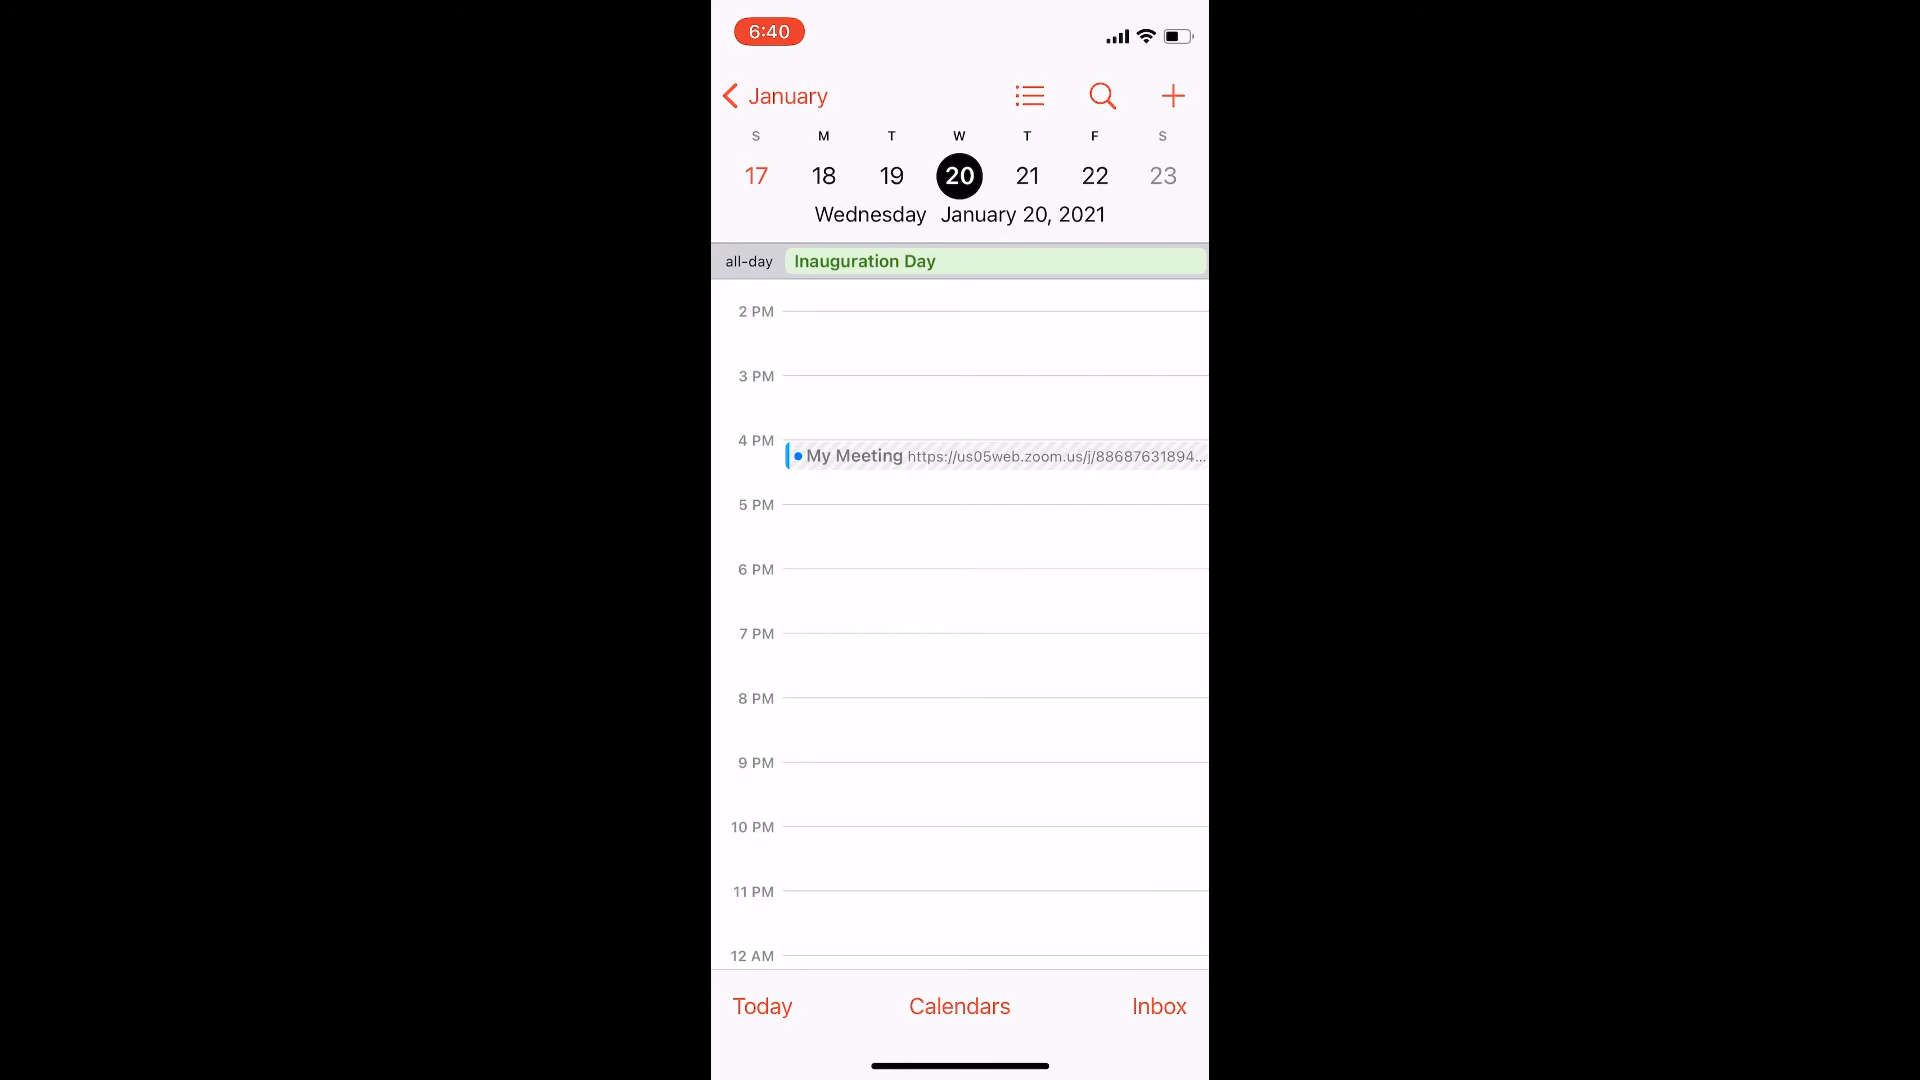 6:40
January
S M T W T F S
17 18 19 20 21 22 23
Wednesday January 20, 2021
all-day Inauguration Day
2 PM
3 PM
4 PM
My Meeting https://us05web.zoom.us/j/88687631894...
5 PM
6 PM
7 PM
8 PM
9 PM
10 PM
11 PM
12 AM
Today Calendars Inbox